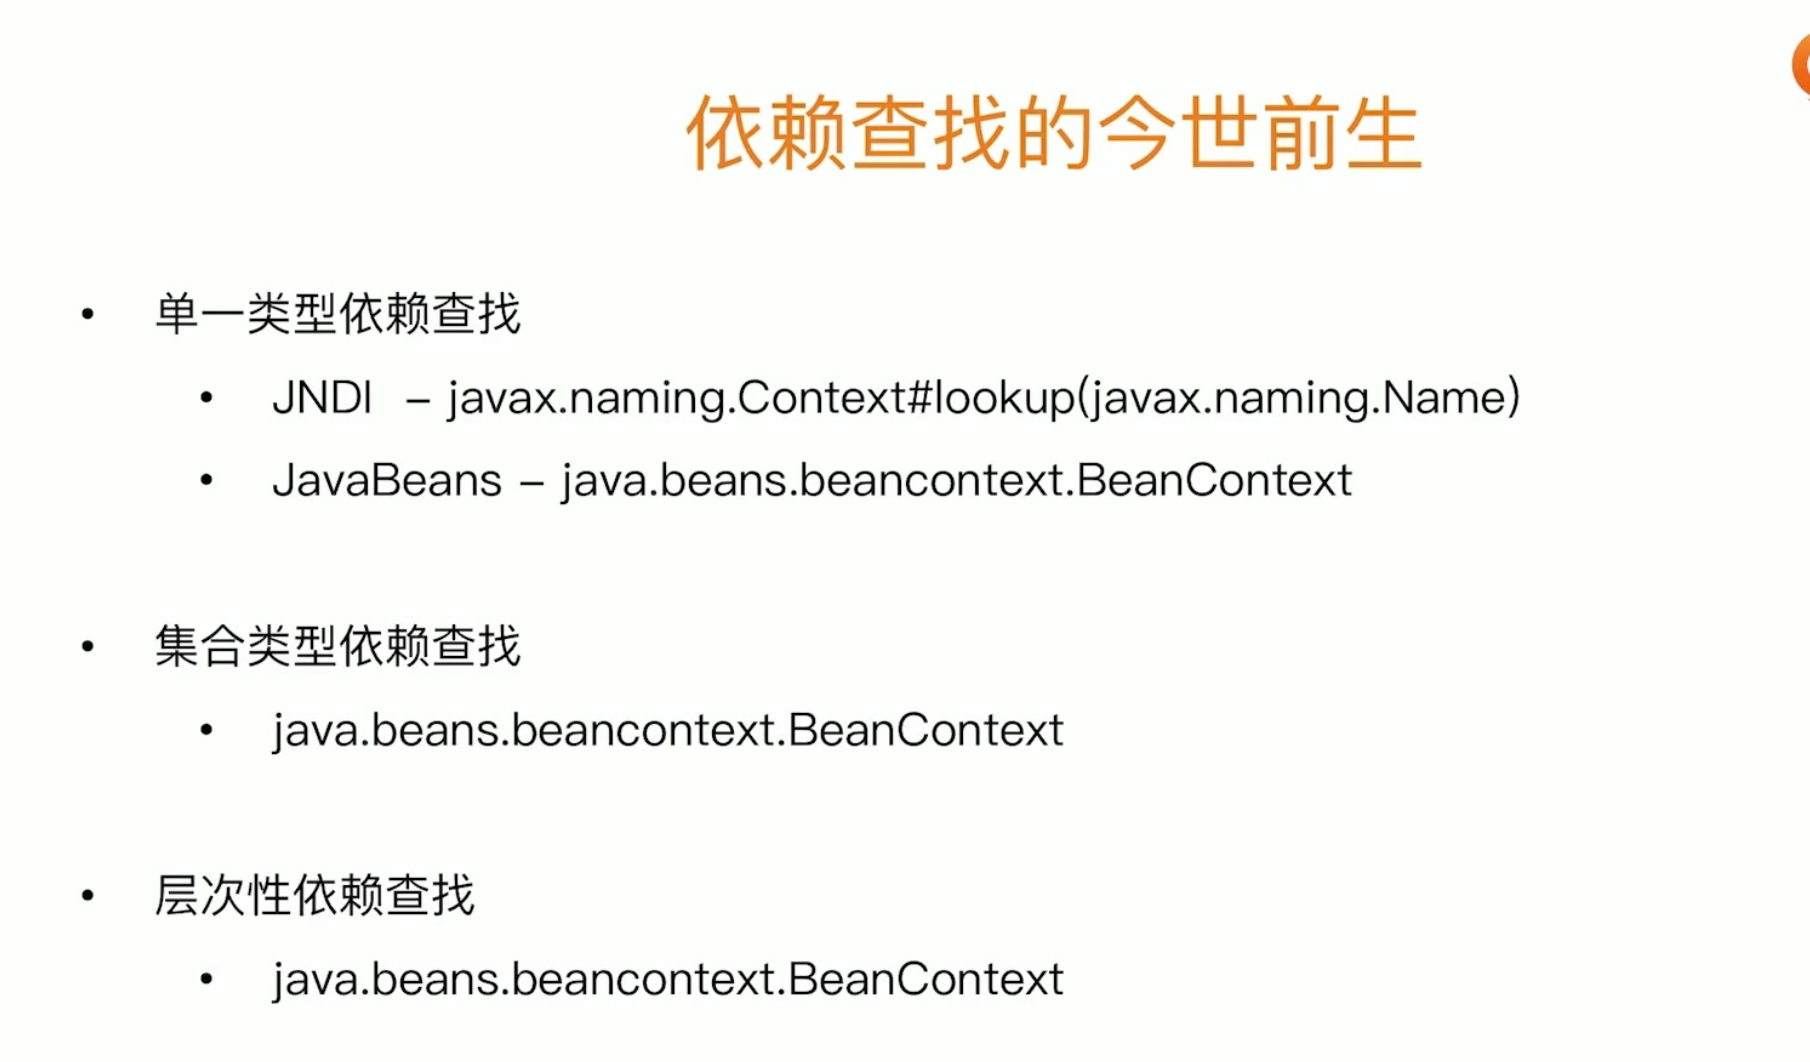 依赖查找的今世前生
• 单一类型依赖查找
• JNDI – javax.naming.Context#lookup(javax.naming.Name)
• JavaBeans – java.beans.beancontext.BeanContext
• 集合类型依赖查找
• java.beans.beancontext.BeanContext
• 层次性依赖查找
• java.beans.beancontext.BeanContext